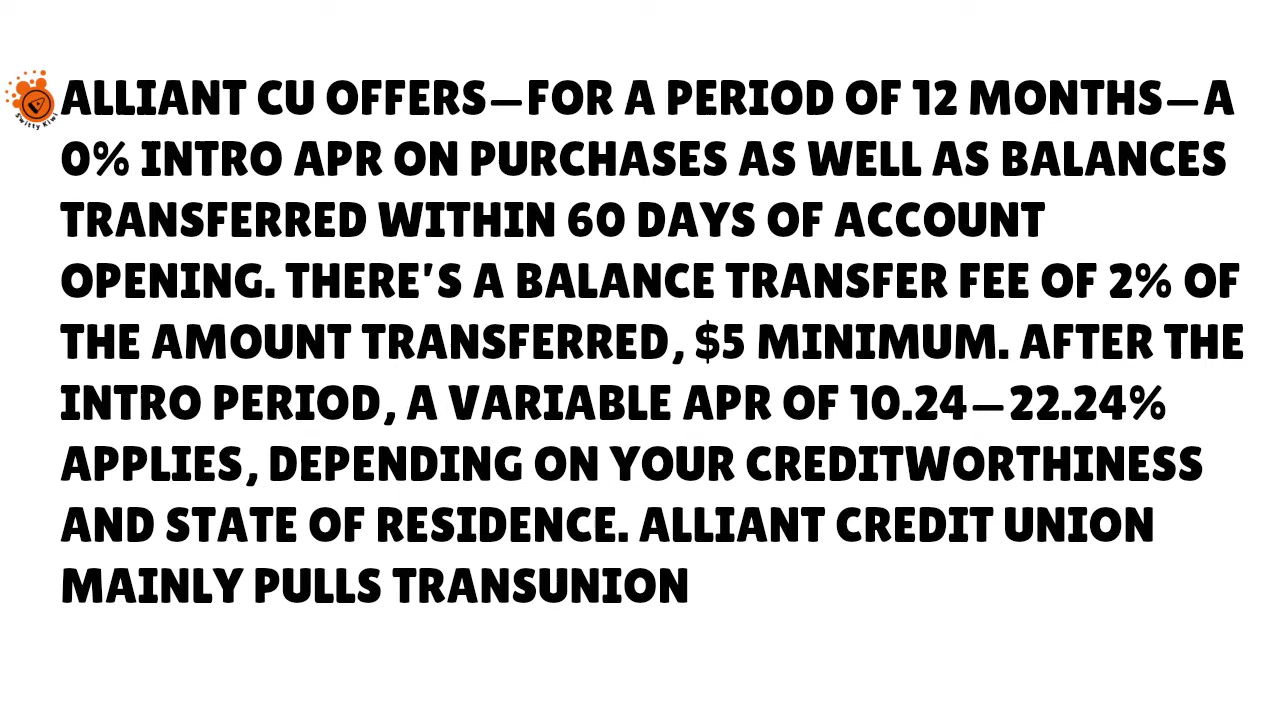 ALLIANT CU OFFERS—FOR A PERIOD OF 12 MONTHS—A
0% INTRO APR ON PURCHASES AS WELL AS BALANCES
TRANSFERRED WITHIN 60 DAYS OF ACCOUNT
OPENING. THERE'S A BALANCE TRANSFER FEE OF 2% OF
THE AMOUNT TRANSFERRED, $5 MINIMUM. AFTER THE
INTRO PERIOD, A VARIABLE APR OF 10.24—22.24%
APPLIES, DEPENDING ON YOUR CREDITWORTHINESS
AND STATE OF RESIDENCE. ALLIANT CREDIT UNION
MAINLY PULLS TRANSUNION
Switty Kiwi